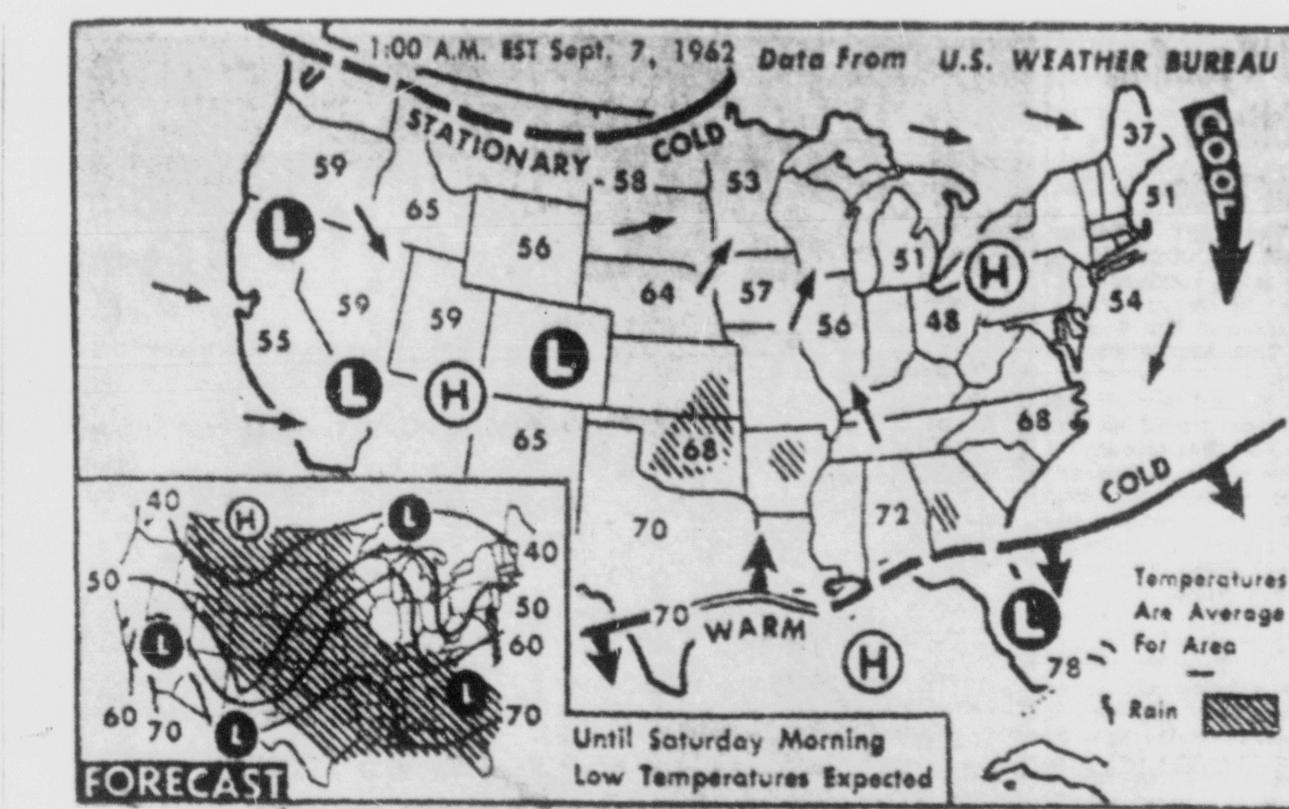 1:00 A.M. EST Sept. 7, 1962 Data From U.S. WEATHER BUREAU
STATIONARY COLD
COOL
37
59 58 53 51
65
L 56 51 H
59 59 64 57 56 48 54
55
L H L
65 68 68
COLD
70 72
70 WARM
L
H 78
Temperatures
Are Average
For Area
Rain
40 H L
40
50
50
L 60
L
60 70 L 70
FORECAST
Until Saturday Morning
Low Temperatures Expected